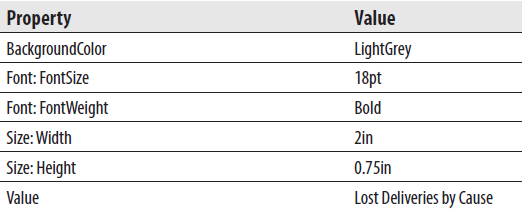 Property Value
BackgroundColor LightGrey
Font: FontSize 18pt
Font: FontWeight Bold
Size: Width 2in
Size: Height 0.75in
Value Lost Deliveries by Cause